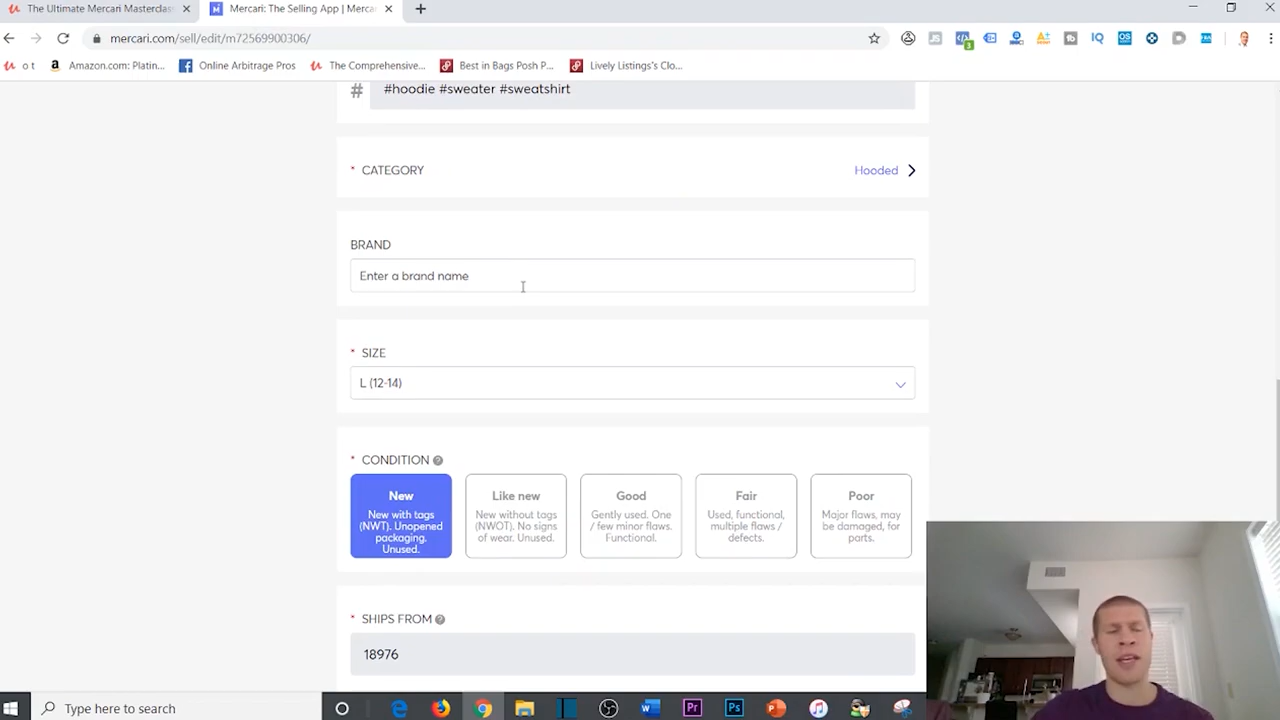 The Ultimate Mercari Masterclass
Mercari: The Selling App | Mercar
mercari.com/sell/edit/m72569900306/
o t
Amazon.com: Platin...
Online Arbitrage Pros
The Comprehensive...
Best in Bags Posh P...
Lively Listings's Clo...
# #hoodie #sweater #sweatshirt
* CATEGORY
Hooded
BRAND
Enter a brand name
* SIZE
L (12-14)
* CONDITION
New
New with tags
(NWT). Unopened
packaging.
Unused.
Like new
New without tags
(NWOT). No signs
of wear. Unused.
Good
Gently used. One
/ few minor flaws.
Functional.
Fair
Used, functional,
multiple flaws /
defects.
Poor
Major flaws, may
be damaged, for
parts.
* SHIPS FROM
18976
Type here to search